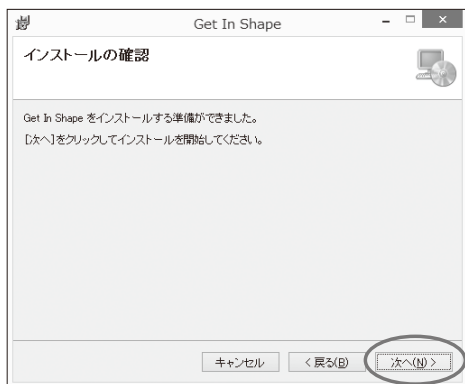 Get In Shape
インストールの確認
Get In Shape をインストールする準備ができました。
[次へ]をクリックしてインストールを開始してください。
キャンセル
< 戻る(B)
次へ(N) >